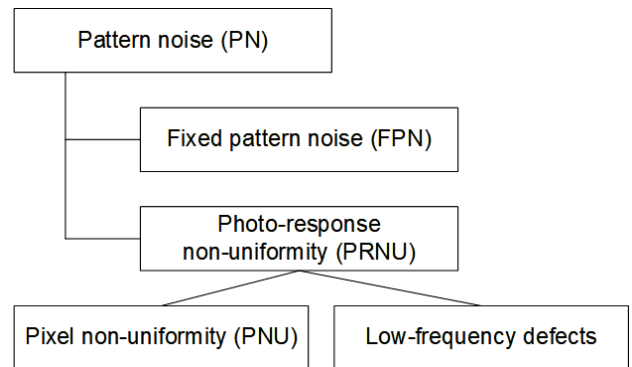 Pattern noise (PN)
Fixed pattern noise (FPN)
Photo-response
non-uniformity (PRNU)
Pixel non-uniformity (PNU)
Low-frequency defects